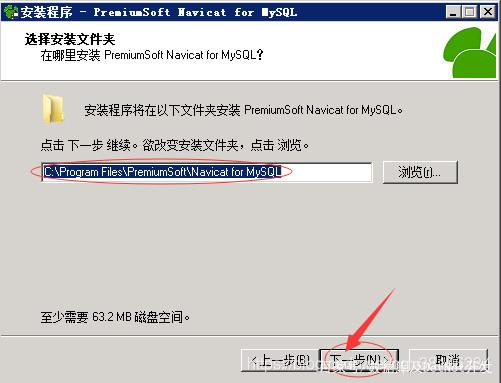 安装程序 - PremiumSoft Navicat for MySQL
选择安装文件夹
在哪里安装 PremiumSoft Navicat for MySQL?
安装程序将在以下文件夹安装 PremiumSoft Navicat for MySQL。
点击 下一步 继续。欲改变安装文件夹，点击 浏览。
C:\Program Files\PremiumSoft\Navicat for MySQL
浏览(r)...
至少需要 63.2 MB 磁盘空间。
<上一步(B) 下一步(N)> 取消